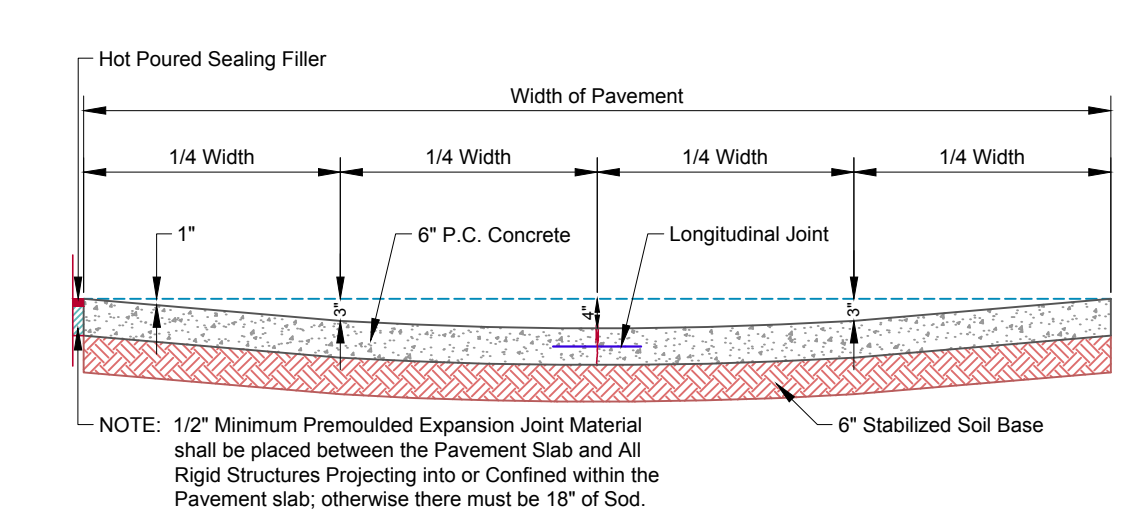 Hot Poured Sealing Filler
Width of Pavement
1/4 Width
1/4 Width
1/4 Width
1/4 Width
1"
6" P.C. Concrete
Longitudinal Joint
3"
4"
3"
NOTE: 1/2" Minimum Premoulded Expansion Joint Material
shall be placed between the Pavement Slab and All
Rigid Structures Projecting into or Confined within the
Pavement slab; otherwise there must be 18" of Sod.
6" Stabilized Soil Base